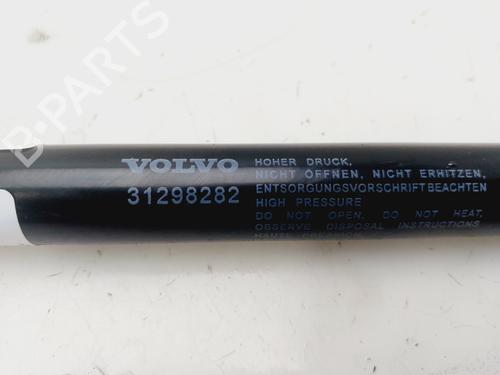 VOLVO
31298282
HOHER DRUCK,
NICHT ÖFFNEN, NICHT ERHITZEN,
ENTSORGUNGSVORSCHRIFT BEACHTEN
HIGH PRESSURE
DO NOT OPEN. DO NOT HEAT.
OBSERVE DISPOSAL INSTRUCTIONS